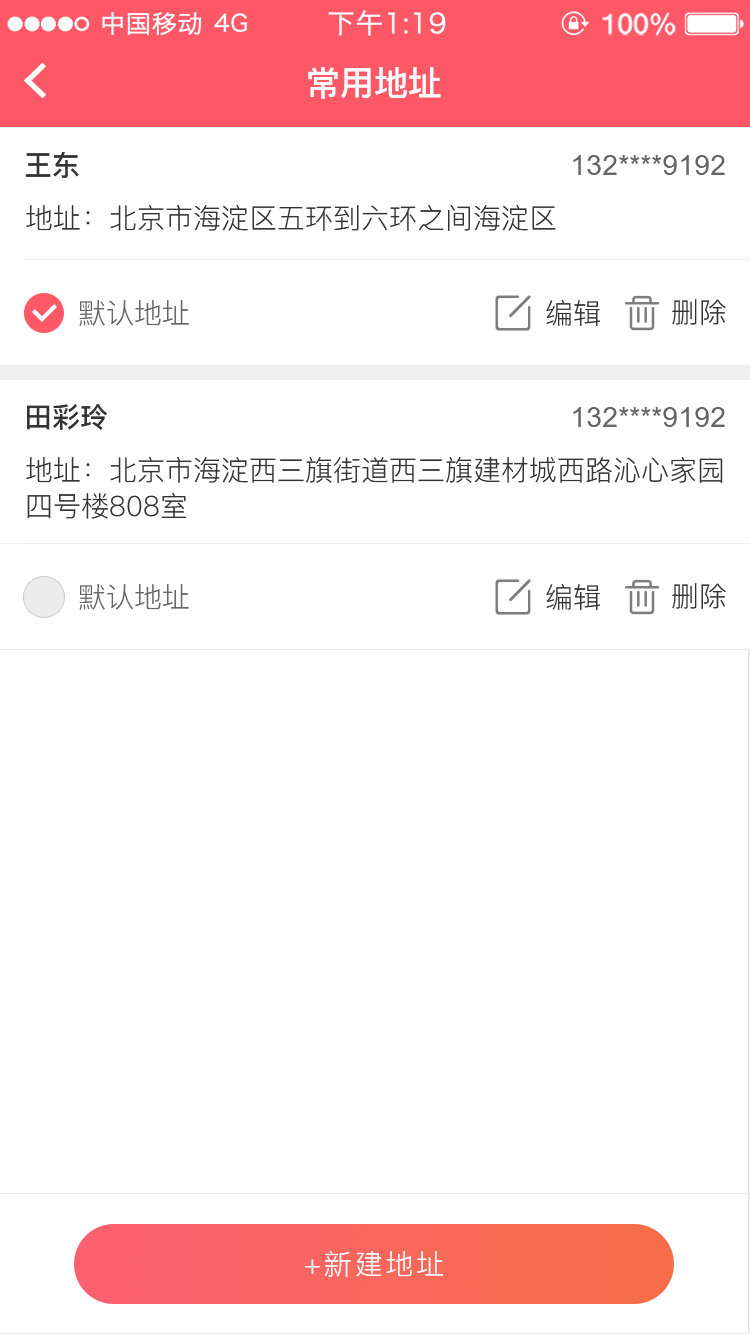 中国移动 4G 下午1:19 100%
常用地址
王东 132****9192
地址：北京市海淀区五环到六环之间海淀区
默认地址 编辑 删除
田彩玲 132****9192
地址：北京市海淀西三旗街道西三旗建材城西路沁心家园
四号楼808室
默认地址 编辑 删除
+新建地址